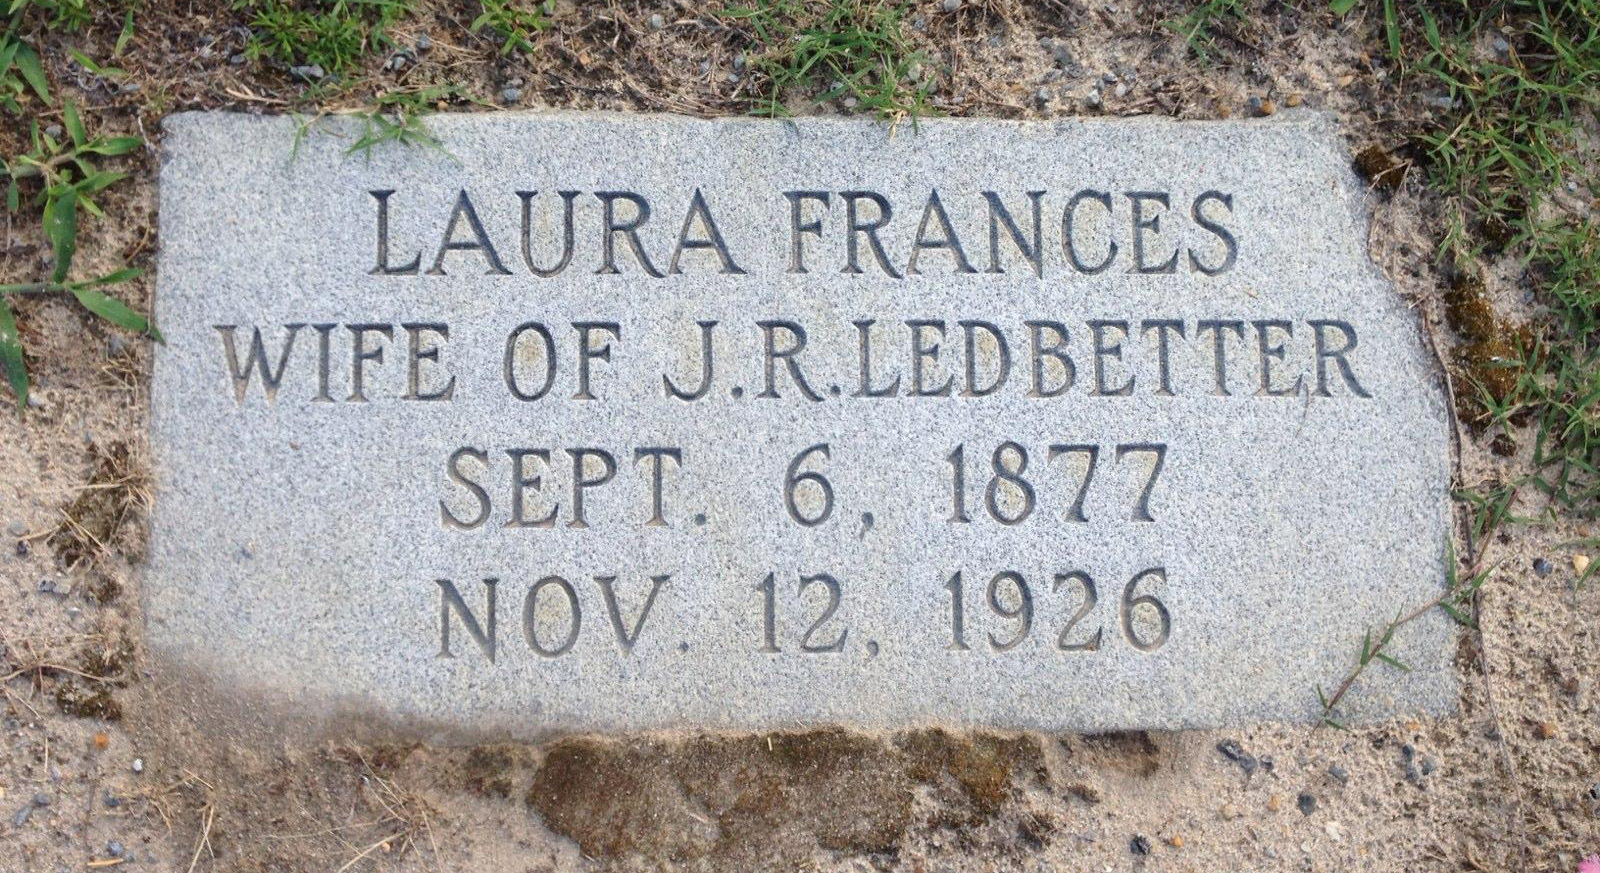 LAURA FRANCES
WIFE OF J.R.LEDBETTER
SEPT. 6, 1877
NOV. 12, 1926